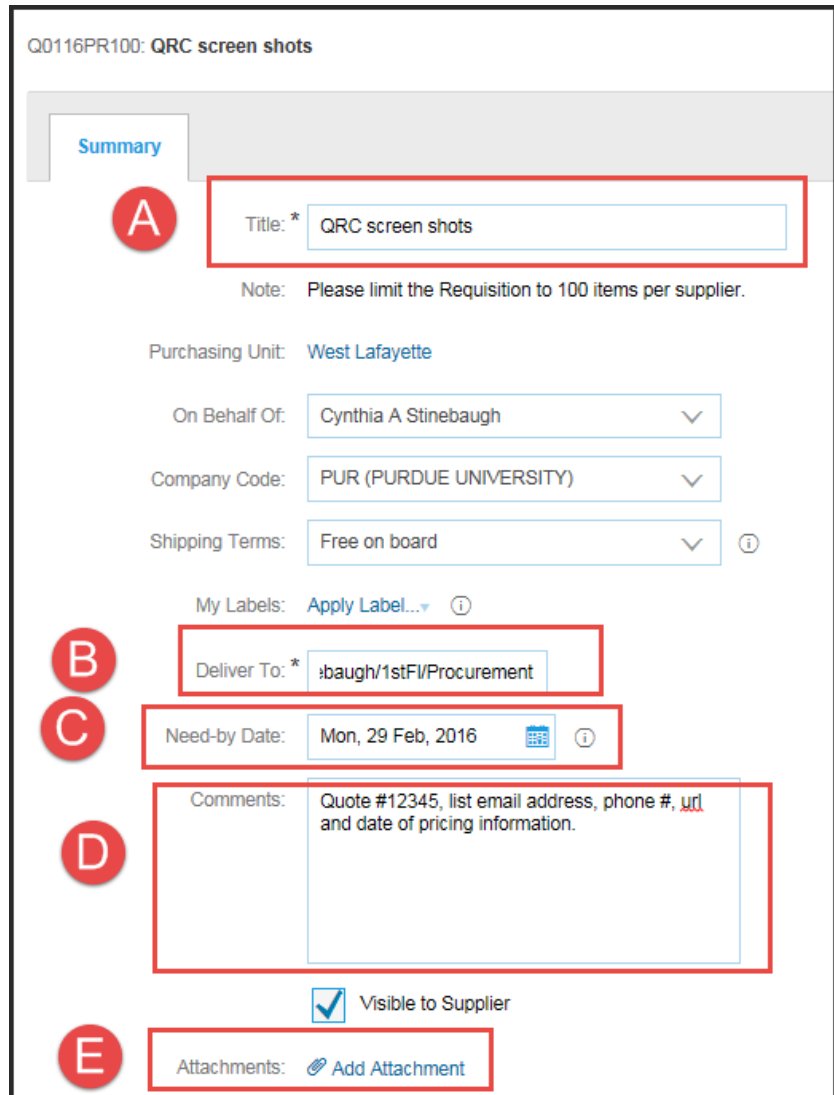 Q0116PR100: QRC screen shots
Summary
A
Title: * QRC screen shots
Note: Please limit the Requisition to 100 items per supplier.
Purchasing Unit: West Lafayette
On Behalf Of: Cynthia A Stinebaugh
Company Code: PUR (PURDUE UNIVERSITY)
Shipping Terms: Free on board
My Labels: Apply Label...
B
Deliver To: * ebaugh/1stFl/Procurement
C
Need-by Date: Mon, 29 Feb, 2016
D
Comments: Quote #12345, list email address, phone #, url
and date of pricing information.
Visible to Supplier
E
Attachments: Add Attachment